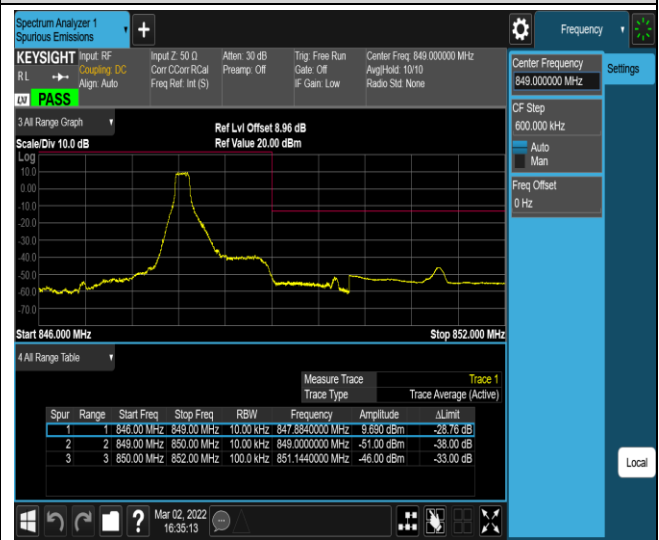 Spectrum Analyzer 1
Spurious Emissions
Frequency
KEYSIGHT Input: RF Input Z: 50 Ω Atten: 30 dB Trig: Free Run Center Freq: 849.000000 MHz
RL Coupling: DC Corr CCorr RCal Preamp: Off Gate: Off Avg|Hold: 10/10
Align: Auto Freq Ref: Int (S) IF Gain: Low Radio Std: None
LXI PASS
Center Frequency
849.000000 MHz
Settings
CF Step
600.000 kHz
Auto
Man
Freq Offset
0 Hz
3 All Range Graph
Ref Lvl Offset 8.96 dB
Scale/Div 10.0 dB Ref Value 20.00 dBm
Log
10.0
0.00
-10.0
-20.0
-30.0
-40.0
-50.0
-60.0
-70.0
Start 846.000 MHz Stop 852.000 MHz
4 All Range Table
Measure Trace Trace 1
Trace Type Trace Average (Active)
Spur Range Start Freq Stop Freq RBW Frequency Amplitude ΔLimit
1 1 846.00 MHz 849.00 MHz 10.00 kHz 847.8840000 MHz 9.690 dBm -28.76 dB
2 2 849.00 MHz 850.00 MHz 10.00 kHz 849.0000000 MHz -51.00 dBm -38.00 dB
3 3 850.00 MHz 852.00 MHz 100.0 kHz 851.1440000 MHz -46.00 dBm -33.00 dB
Local
Mar 02, 2022
16:35:13